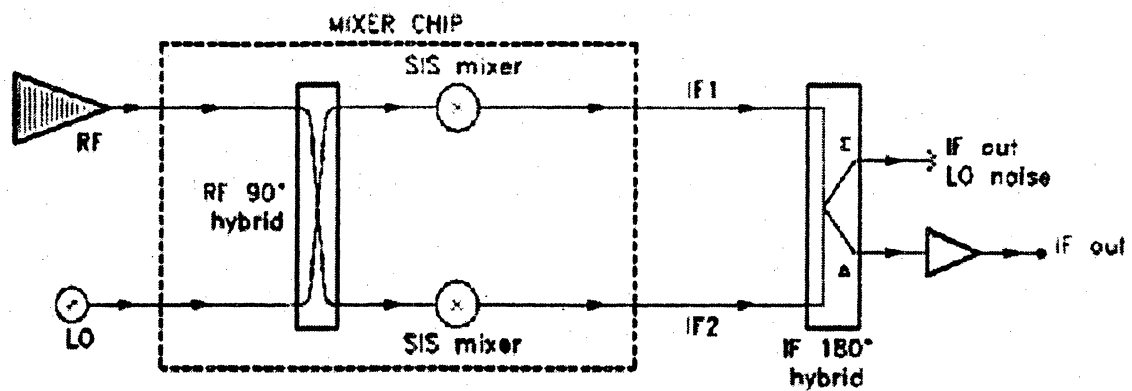 MIXER CHIP
SIS mixer
RF
IF1
RF 90°
hybrid
Σ
IF out
LO noise
Δ
IF out
LO
SIS mixer
IF2
IF 180°
hybrid